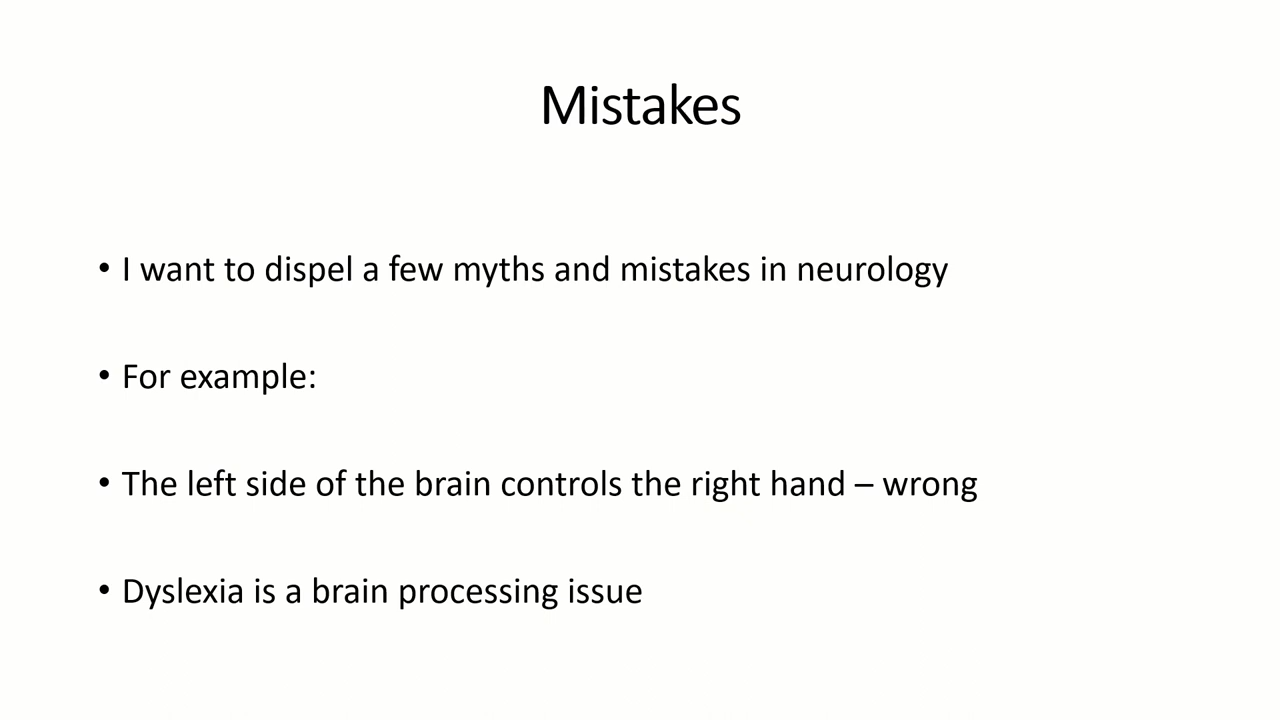 Mistakes
• I want to dispel a few myths and mistakes in neurology
• For example:
• The left side of the brain controls the right hand – wrong
• Dyslexia is a brain processing issue